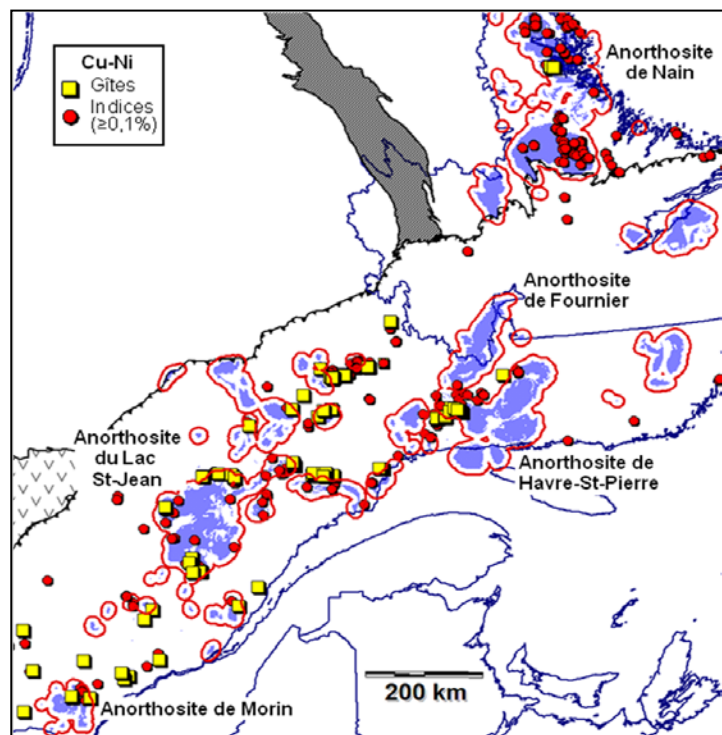 Cu-Ni
Gîtes
Indices
(≥0,1%)
Anorthosite
de Nain
Anorthosite
de Fournier
Anorthosite
du Lac
St-Jean
Anorthosite de
Havre-St-Pierre
200 km
Anorthosite de Morin